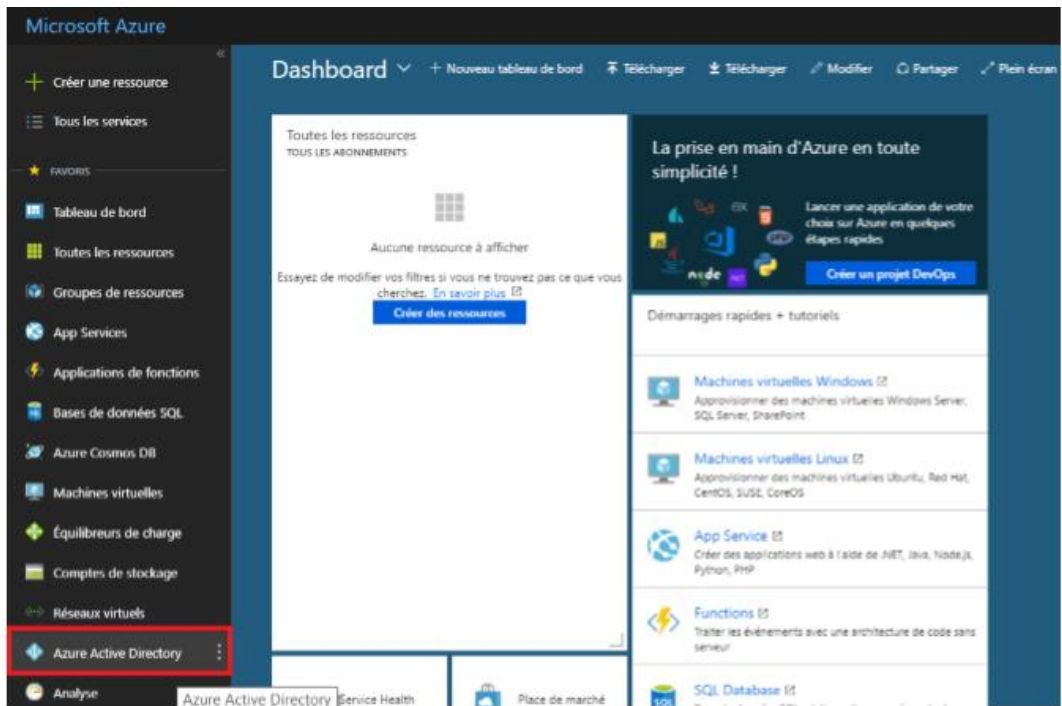 Microsoft Azure
«
Créer une ressource
Tous les services
FAVORIS
Tableau de bord
Toutes les ressources
Groupes de ressources
App Services
Applications de fonctions
Bases de données SQL
Azure Cosmos DB
Machines virtuelles
Équilibreurs de charge
Comptes de stockage
Réseaux virtuels
Azure Active Directory
Analyse
Azure Active Directory
Dashboard
+ Nouveau tableau de bord
Télécharger
Télécharger
Modifier
Partager
Plein écran
Toutes les ressources
TOUS LES ABONNEMENTS
Aucune ressource à afficher
Essayez de modifier vos filtres si vous ne trouvez pas ce que vous
cherchez. En savoir plus
Créer des ressources
Service Health
Place de marché
La prise en main d'Azure en toute
simplicité !
Lancer une application de votre
choix sur Azure en quelques
étapes rapides
node
Créer un projet DevOps
Démarrages rapides + tutoriels
Machines virtuelles Windows
Approvisionner des machines virtuelles Windows Server,
SQL Server, SharePoint
Machines virtuelles Linux
Approvisionner des machines virtuelles Ubuntu, Red Hat,
CentOS, SUSE, CoreOS
App Service
Créer des applications web à l'aide de .NET, Java, Node.js,
Python, PHP
Functions
Traiter les événements avec une architecture de code sans
serveur
SQL
SQL Database